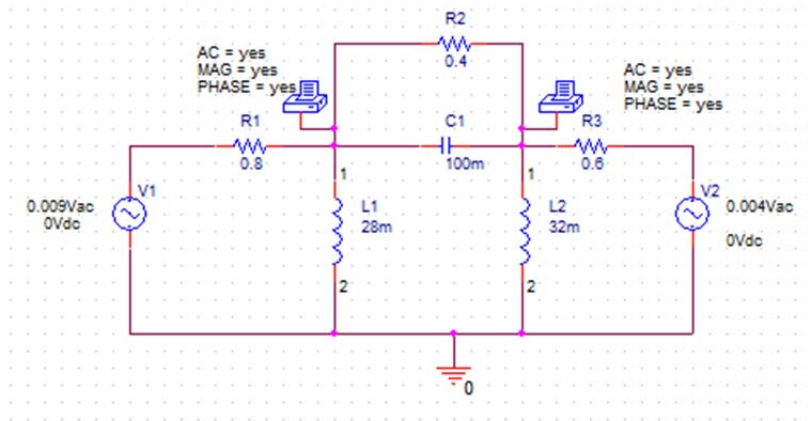 R2
0.4
AC = yes
MAG = yes
PHASE = yes
AC = yes
MAG = yes
PHASE = yes
R1
0.8
C1
100m
R3
0.6
1
1
V1
0.009Vac
0Vdc
L1
28m
L2
32m
V2
0.004Vac
0Vdc
2
2
0